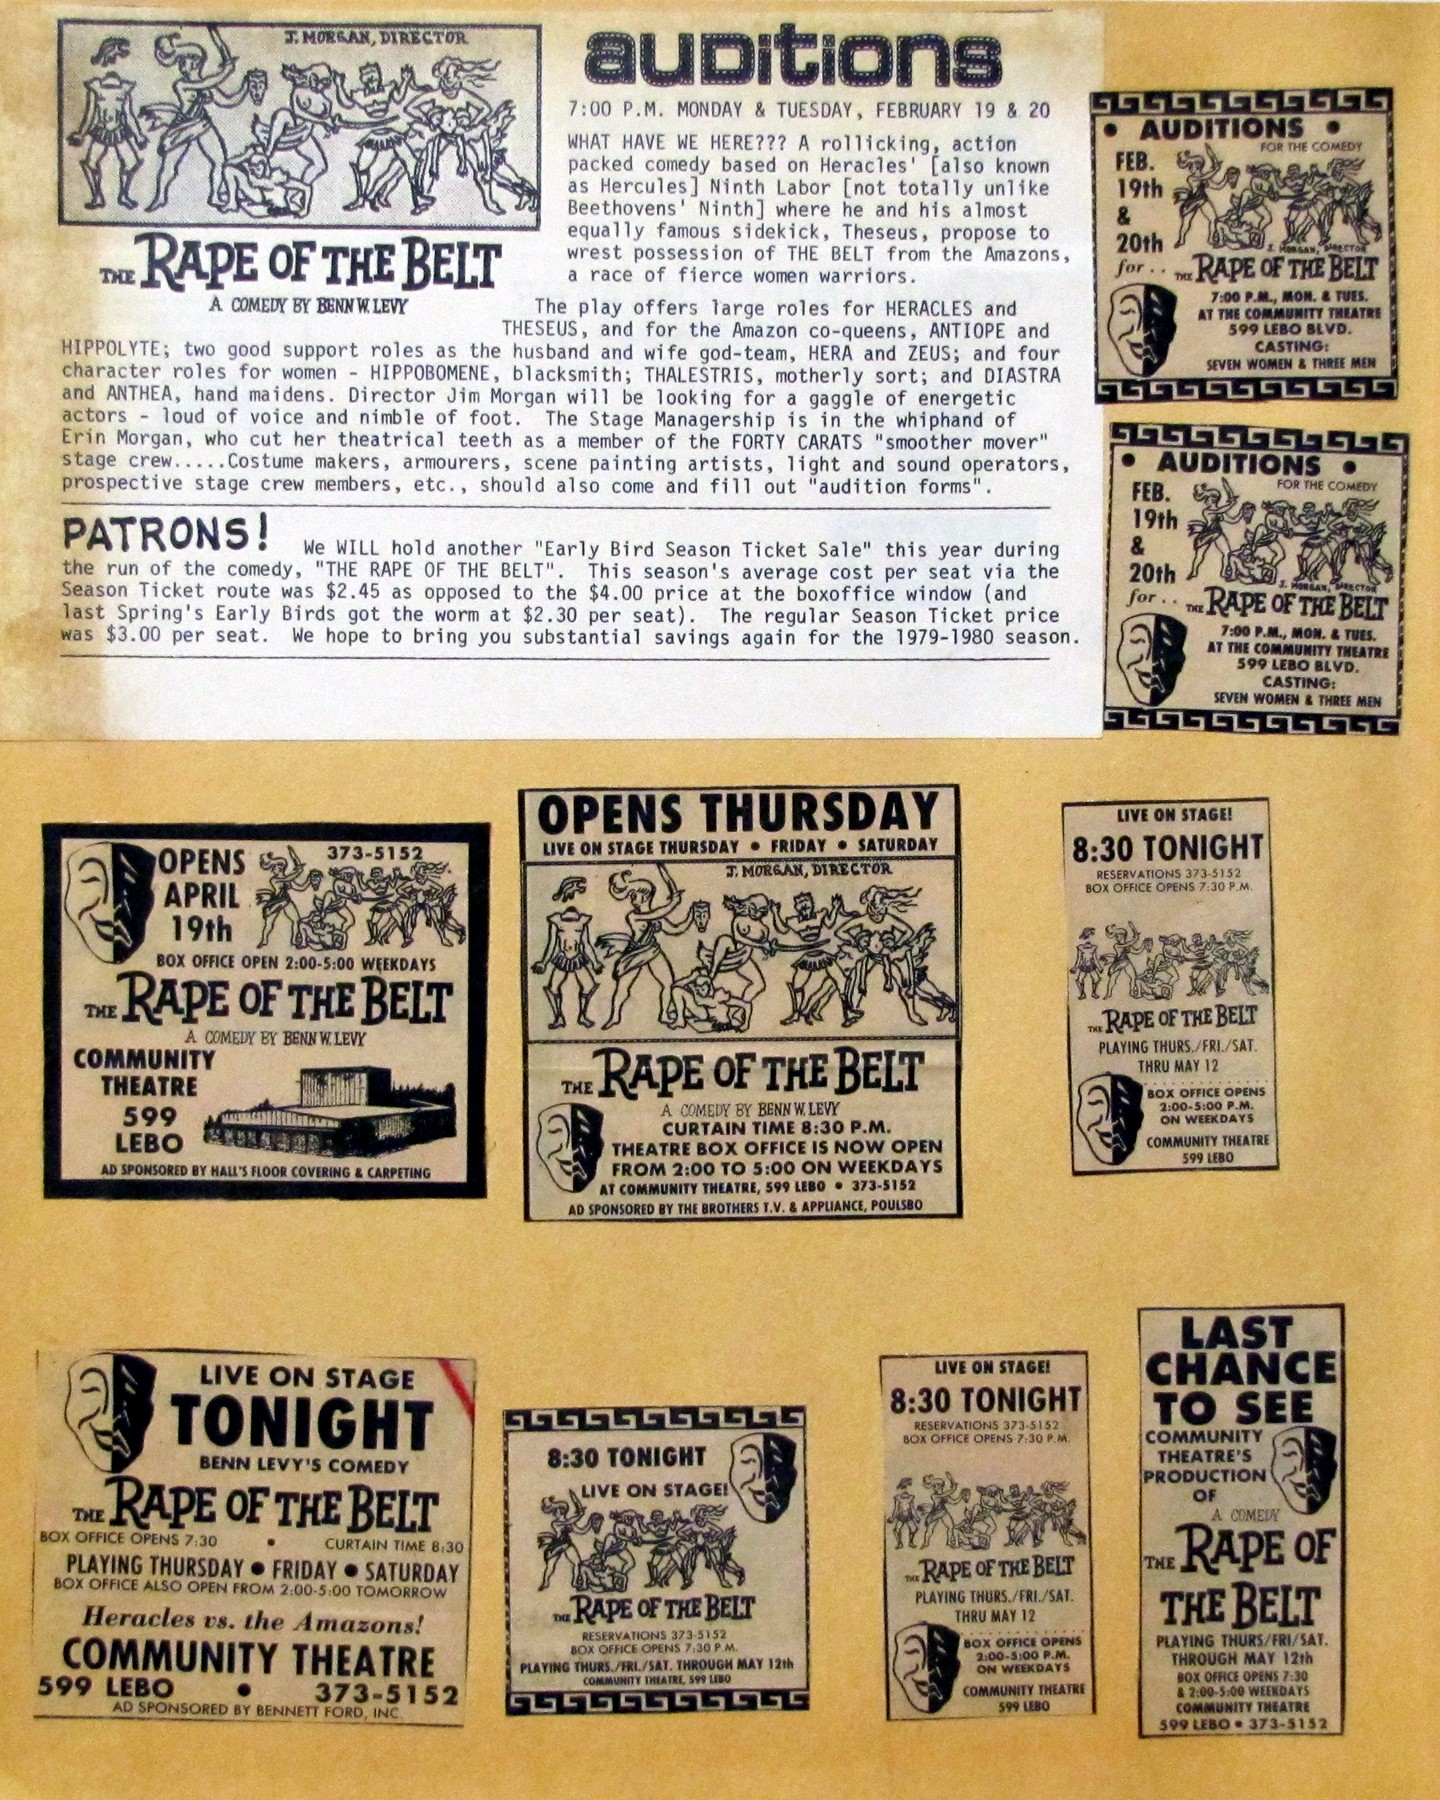 J. MORGAN, DIRECTOR
THE RAPE OF THE BELT
A COMEDY BY BENN W. LEVY
auditions
7:00 P.M. MONDAY & TUESDAY, FEBRUARY 19 & 20
WHAT HAVE WE HERE??? A rollicking, action
packed comedy based on Heracles' [also known
as Hercules] Ninth Labor [not totally unlike
Beethovens' Ninth] where he and his almost
equally famous sidekick, Theseus, propose to
wrest possession of THE BELT from the Amazons,
a race of fierce women warriors.
The play offers large roles for HERACLES and
THESEUS, and for the Amazon co-queens, ANTIOPE and
HIPPOLYTE; two good support roles as the husband and wife god-team, HERA and ZEUS; and four
character roles for women - HIPPOBOMENE, blacksmith; THALESTRIS, motherly sort; and DIASTRA
and ANTHEA, hand maidens. Director Jim Morgan will be looking for a gaggle of energetic
actors - loud of voice and nimble of foot. The Stage Managership is in the whiphand of
Erin Morgan, who cut her theatrical teeth as a member of the FORTY CARATS "smoother mover"
stage crew.....Costume makers, armourers, scene painting artists, light and sound operators,
prospective stage crew members, etc., should also come and fill out "audition forms".
PATRONS! We WILL hold another "Early Bird Season Ticket Sale" this year during
the run of the comedy, "THE RAPE OF THE BELT". This season's average cost per seat via the
Season Ticket route was $2.45 as opposed to the $4.00 price at the boxoffice window (and
last Spring's Early Birds got the worm at $2.30 per seat). The regular Season Ticket price
was $3.00 per seat. We hope to bring you substantial savings again for the 1979-1980 season.
• AUDITIONS •
FOR THE COMEDY
FEB.
19th
&
20th
J. MORGAN, DIRECTOR
for . . THE RAPE OF THE BELT
7:00 P.M., MON. & TUES.
AT THE COMMUNITY THEATRE
599 LEBO BLVD.
CASTING:
SEVEN WOMEN & THREE MEN
• AUDITIONS •
FOR THE COMEDY
FEB.
19th
&
20th
J. MORGAN, DIRECTOR
for . . THE RAPE OF THE BELT
7:00 P.M., MON. & TUES.
AT THE COMMUNITY THEATRE
599 LEBO BLVD.
CASTING:
SEVEN WOMEN & THREE MEN
OPENS 373-5152
APRIL
19th
BOX OFFICE OPEN 2:00-5:00 WEEKDAYS
THE RAPE OF THE BELT
A COMEDY BY BENN W. LEVY
COMMUNITY
THEATRE
599
LEBO
AD SPONSORED BY HALL'S FLOOR COVERING & CARPETING
OPENS THURSDAY
LIVE ON STAGE THURSDAY • FRIDAY • SATURDAY
J. MORGAN, DIRECTOR
THE RAPE OF THE BELT
A COMEDY BY BENN W. LEVY
CURTAIN TIME 8:30 P.M.
THEATRE BOX OFFICE IS NOW OPEN
FROM 2:00 TO 5:00 ON WEEKDAYS
AT COMMUNITY THEATRE, 599 LEBO • 373-5152
AD SPONSORED BY THE BROTHERS T.V. & APPLIANCE, POULSBO
LIVE ON STAGE!
8:30 TONIGHT
RESERVATIONS 373-5152
BOX OFFICE OPENS 7:30 P.M.
THE RAPE OF THE BELT
PLAYING THURS./FRI./SAT.
THRU MAY 12
BOX OFFICE OPENS
2:00-5:00 P.M.
ON WEEKDAYS
COMMUNITY THEATRE
599 LEBO
LIVE ON STAGE
TONIGHT
BENN LEVY'S COMEDY
THE RAPE OF THE BELT
BOX OFFICE OPENS 7:30 • CURTAIN TIME 8:30
PLAYING THURSDAY • FRIDAY • SATURDAY
BOX OFFICE ALSO OPEN FROM 2:00-5:00 TOMORROW
Heracles vs. the Amazons!
COMMUNITY THEATRE
599 LEBO • 373-5152
AD SPONSORED BY BENNETT FORD, INC.
8:30 TONIGHT
LIVE ON STAGE!
THE RAPE OF THE BELT
RESERVATIONS 373-5152
BOX OFFICE OPENS 7:30 P.M.
PLAYING THURS./FRI./SAT. THROUGH MAY 12th
COMMUNITY THEATRE, 599 LEBO
LIVE ON STAGE!
8:30 TONIGHT
RESERVATIONS 373-5152
BOX OFFICE OPENS 7:30 P.M.
THE RAPE OF THE BELT
PLAYING THURS./FRI./SAT.
THRU MAY 12
BOX OFFICE OPENS
2:00-5:00 P.M.
ON WEEKDAYS
COMMUNITY THEATRE
599 LEBO
LAST
CHANCE
TO SEE
COMMUNITY
THEATRE'S
PRODUCTION
OF
A COMEDY
THE RAPE OF
THE BELT
PLAYING THURS/FRI/SAT.
THROUGH MAY 12th
BOX OFFICE OPENS 7:30
& 2:00-5:00 WEEKDAYS
COMMUNITY THEATRE
599 LEBO • 373-5152